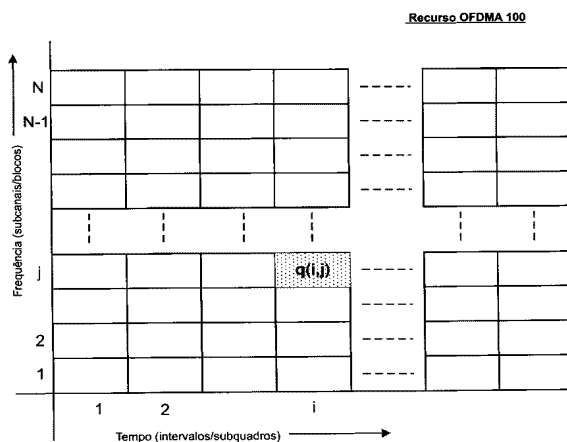 Recurso OFDMA 100
Frequência (subcanais/blocos)
N
N-1
j
q(i,j)
2
1
1 2 i
Tempo (intervalos/subquadros)